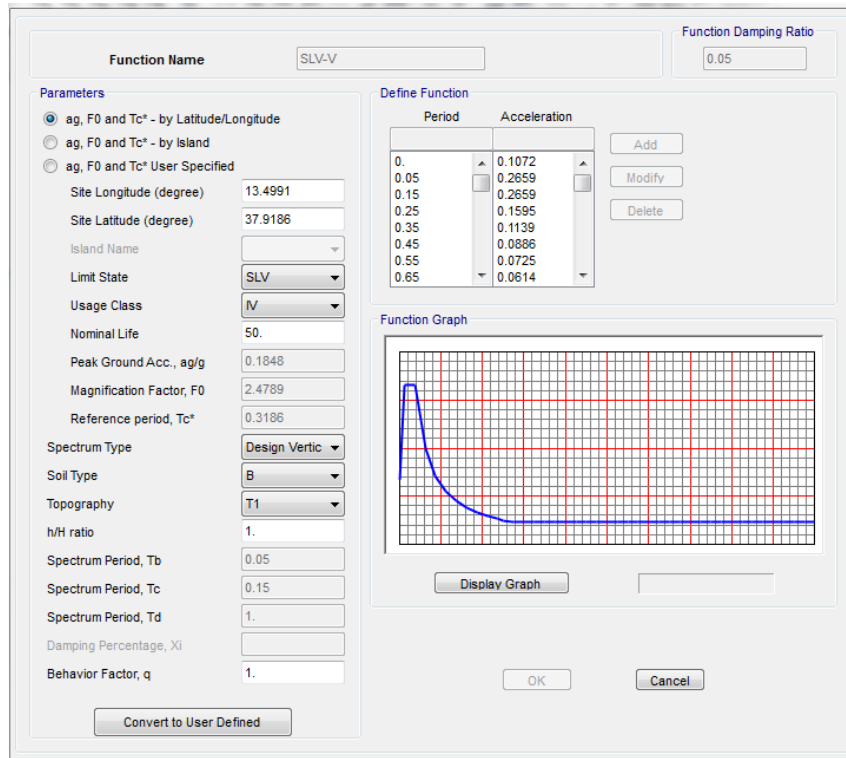 Function Damping Ratio
Function Name SLV-V 0.05
Parameters
ag, F0 and Tc* - by Latitude/Longitude
ag, F0 and Tc* - by Island
ag, F0 and Tc* User Specified
Site Longitude (degree) 13.4991
Site Latitude (degree) 37.9186
Island Name
Limit State SLV
Usage Class IV
Nominal Life 50.
Peak Ground Acc., ag/g 0.1848
Magnification Factor, F0 2.4789
Reference period, Tc* 0.3186
Spectrum Type Design Vertic
Soil Type B
Topography T1
h/H ratio 1.
Spectrum Period, Tb 0.05
Spectrum Period, Tc 0.15
Spectrum Period, Td 1.
Damping Percentage, Xi
Behavior Factor, q 1.
Convert to User Defined
Define Function
Period Acceleration
0. 0.1072
0.05 0.2659
0.15 0.2659
0.25 0.1595
0.35 0.1139
0.45 0.0886
0.55 0.0725
0.65 0.0614
Add
Modify
Delete
Function Graph
Display Graph
OK Cancel